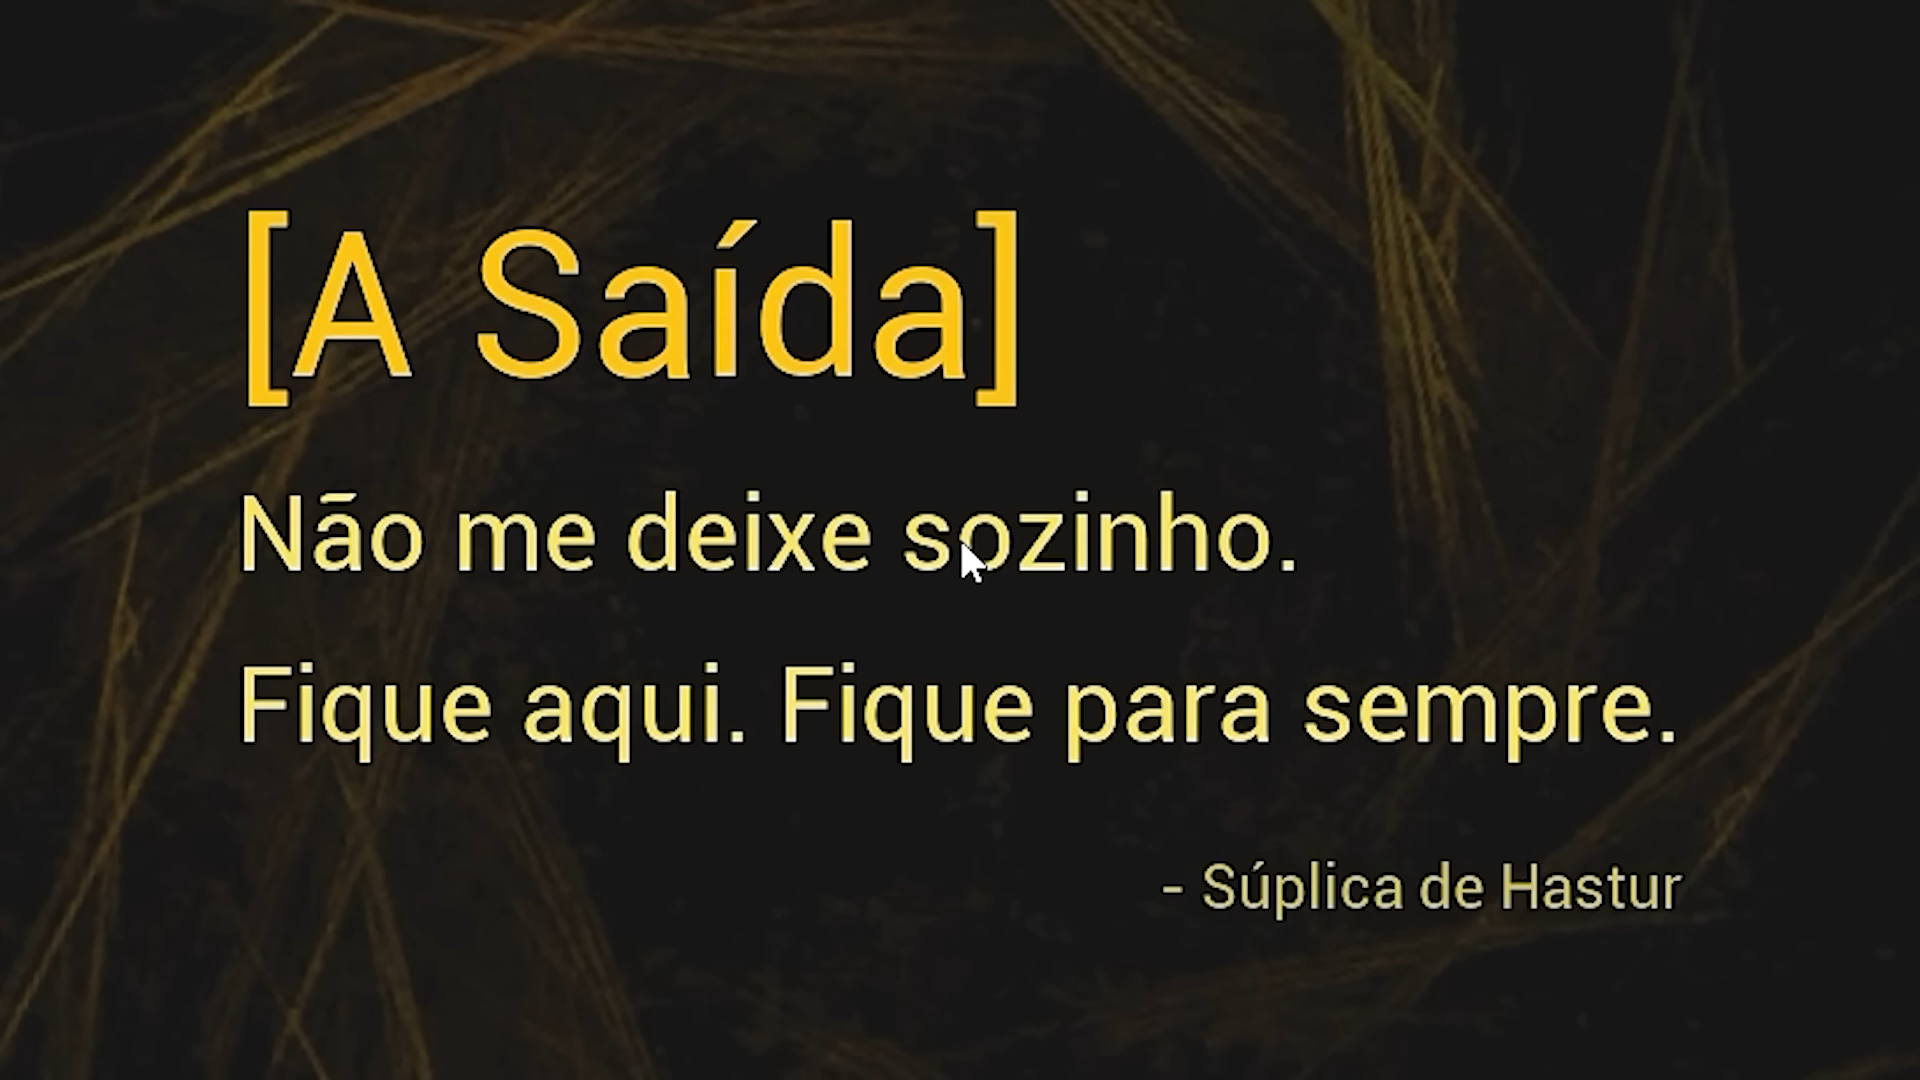 [A Saída]
Não me deixe sozinho.
Fique aqui. Fique para sempre.
- Súplica de Hastur